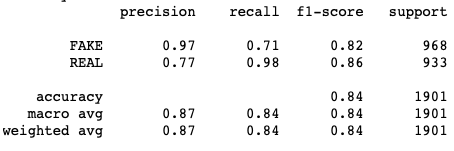 precision recall f1-score support
FAKE 0.97 0.71 0.82 968
REAL 0.77 0.98 0.86 933
accuracy 0.84 1901
macro avg 0.87 0.84 0.84 1901
weighted avg 0.87 0.84 0.84 1901